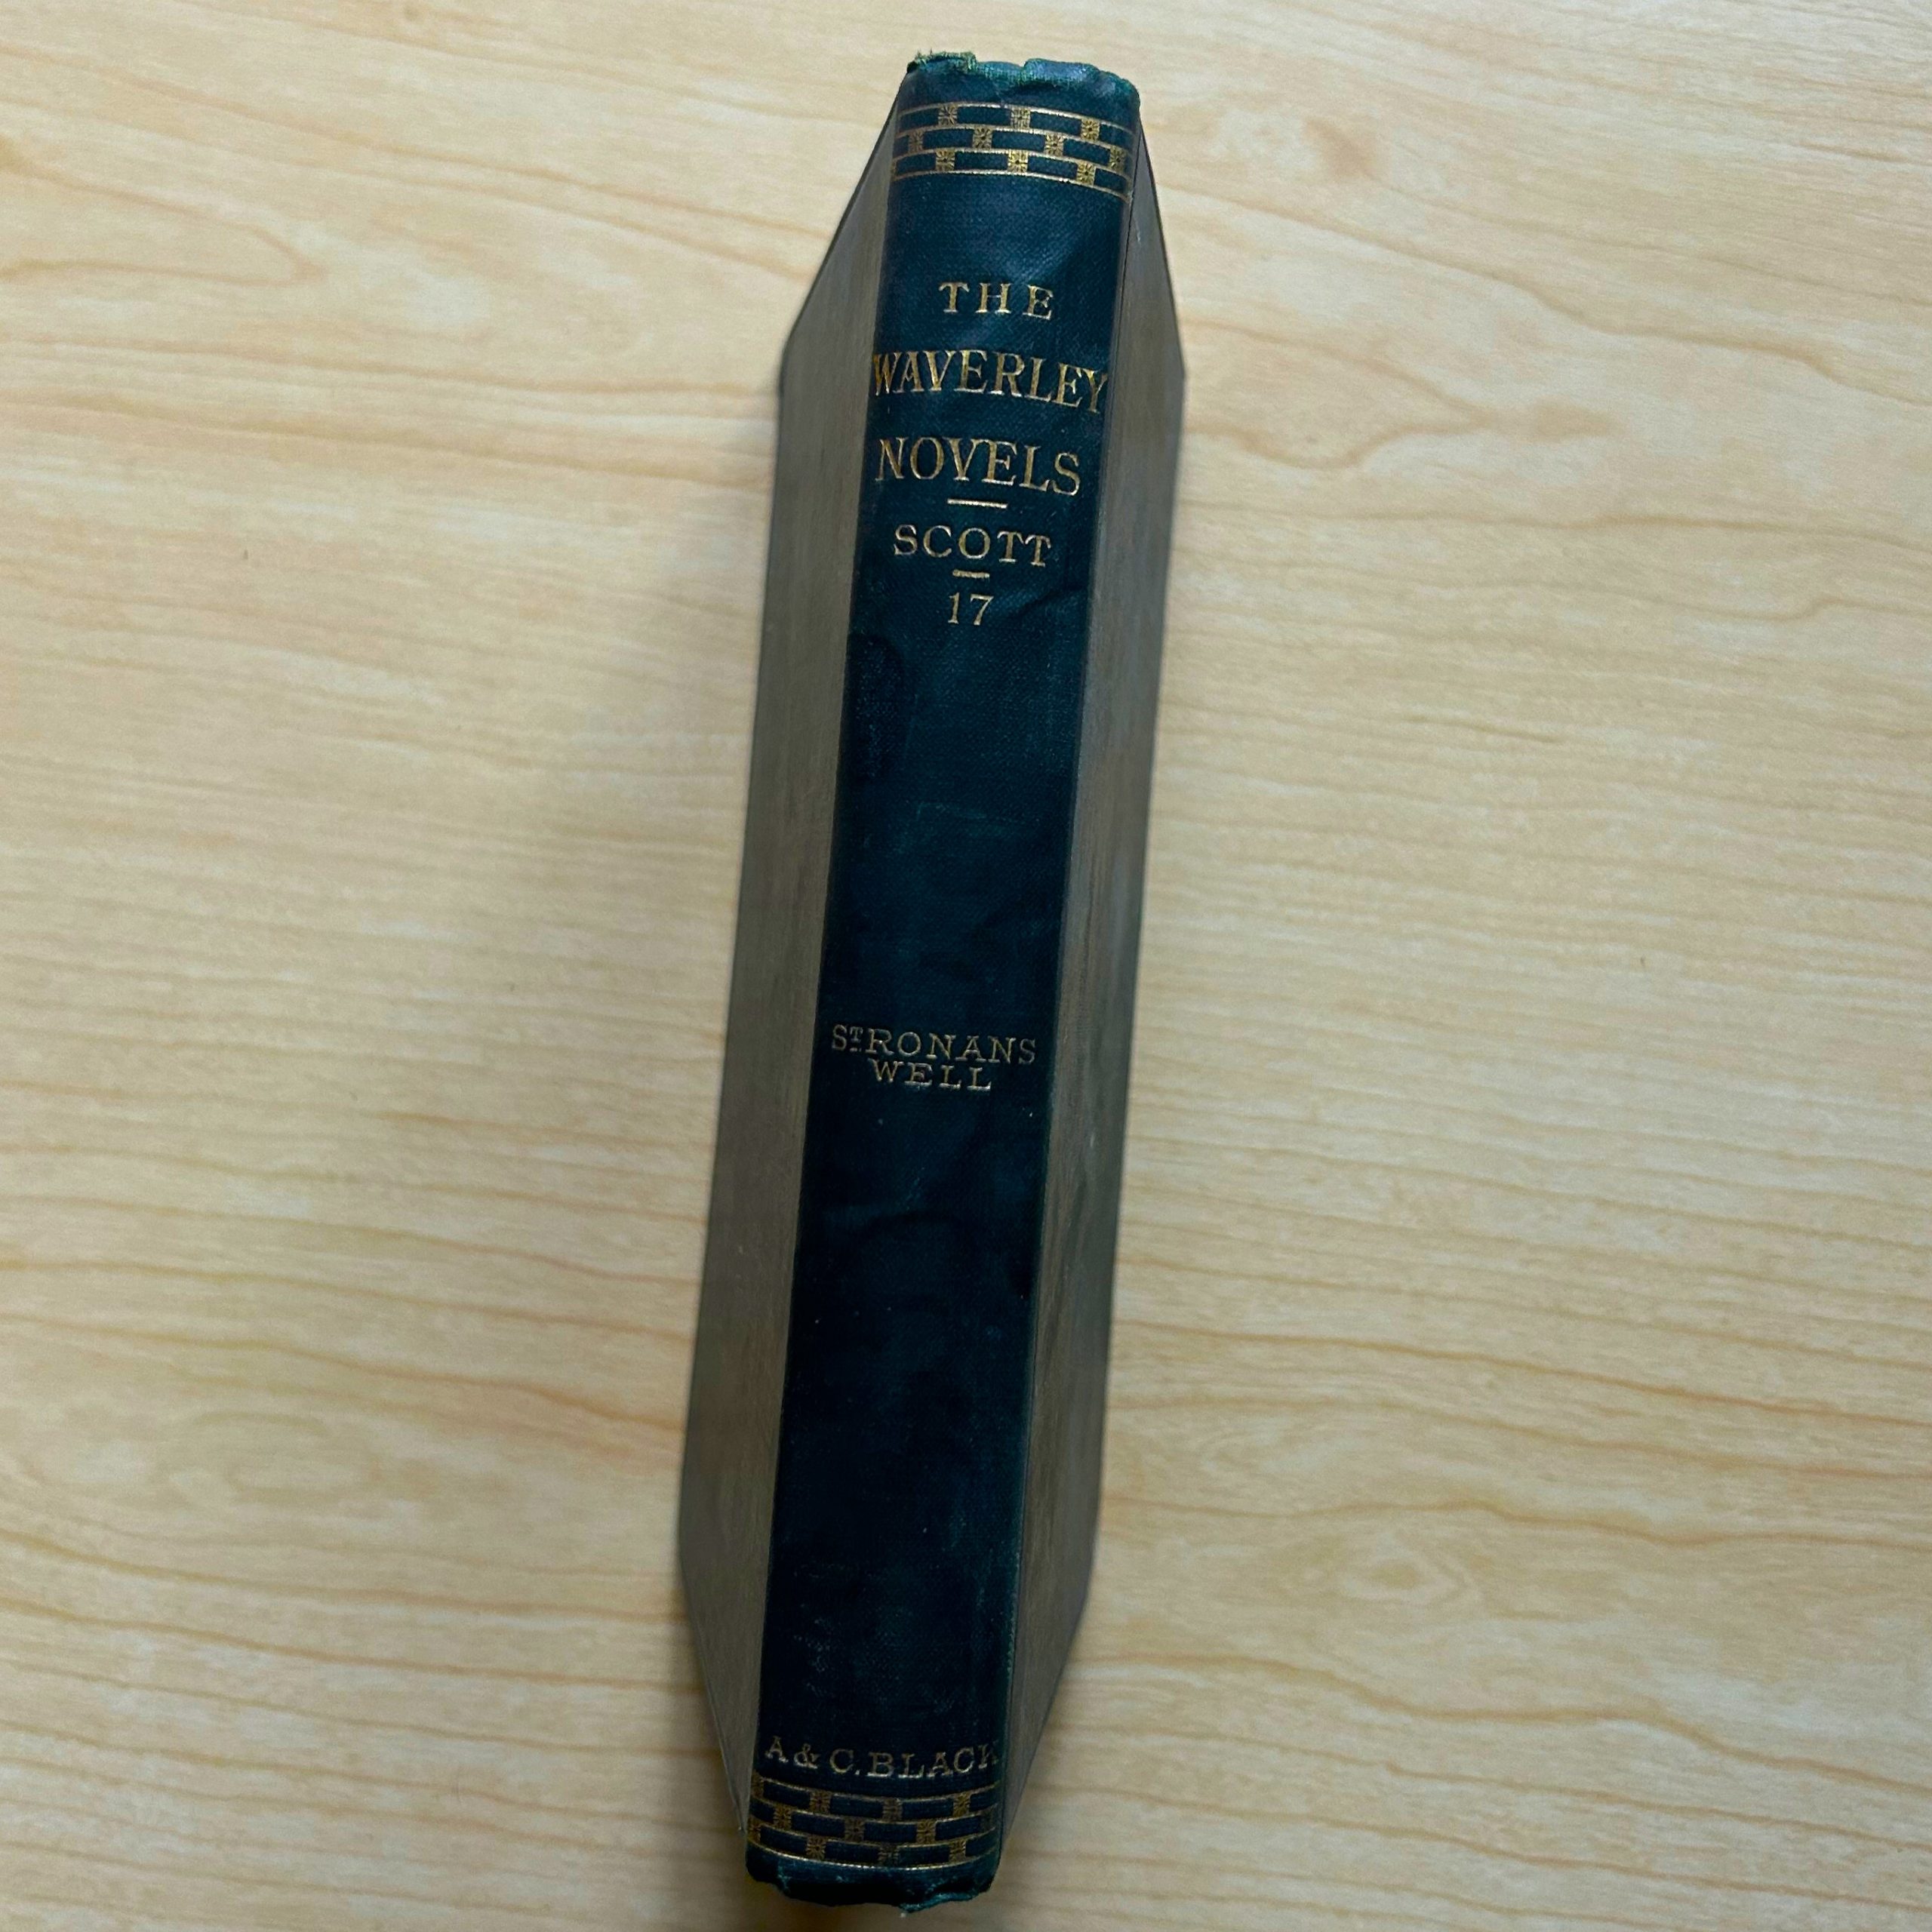 THE
WAVERLEY
NOVELS
SCOTT
17
ST RONANS
WELL
A & C. BLACK